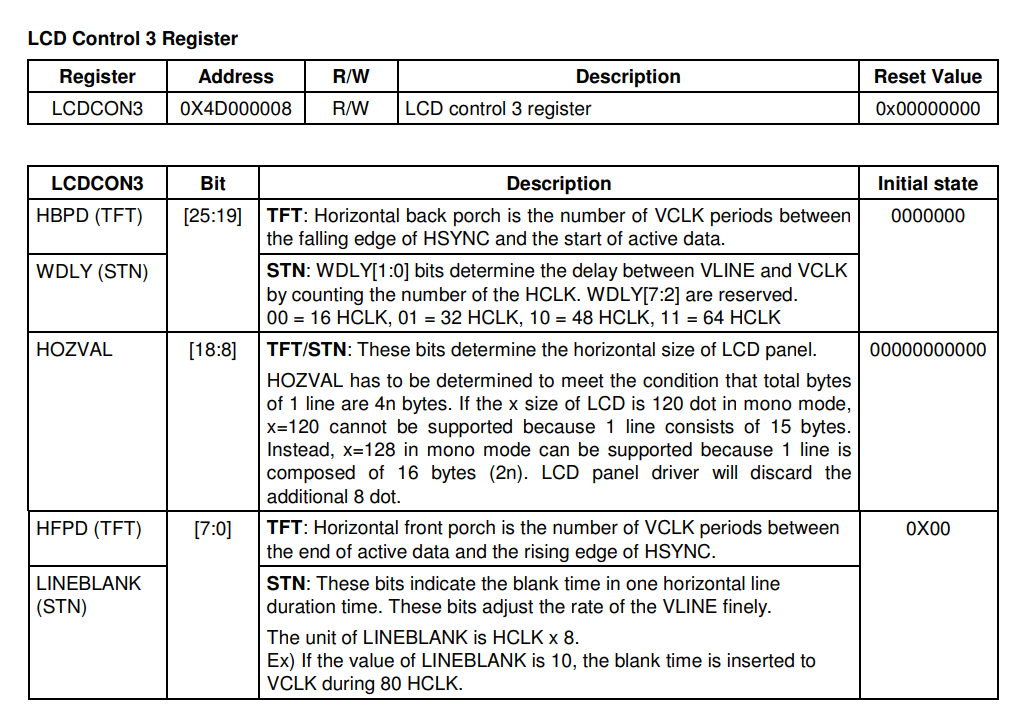 LCD Control 3 Register
Register Address R/W Description Reset Value
LCDCON3 0X4D000008 R/W LCD control 3 register 0x00000000
LCDCON3 Bit Description Initial state
HBPD (TFT) [25:19] TFT: Horizontal back porch is the number of VCLK periods between 0000000
the falling edge of HSYNC and the start of active data.
WDLY (STN) STN: WDLY[1:0] bits determine the delay between VLINE and VCLK
by counting the number of the HCLK. WDLY[7:2] are reserved.
00 = 16 HCLK, 01 = 32 HCLK, 10 = 48 HCLK, 11 = 64 HCLK
HOZVAL [18:8] TFT/STN: These bits determine the horizontal size of LCD panel. 00000000000
HOZVAL has to be determined to meet the condition that total bytes
of 1 line are 4n bytes. If the x size of LCD is 120 dot in mono mode,
x=120 cannot be supported because 1 line consists of 15 bytes.
Instead, x=128 in mono mode can be supported because 1 line is
composed of 16 bytes (2n). LCD panel driver will discard the
additional 8 dot.
HFPD (TFT) [7:0] TFT: Horizontal front porch is the number of VCLK periods between 0X00
the end of active data and the rising edge of HSYNC.
LINEBLANK STN: These bits indicate the blank time in one horizontal line
(STN) duration time. These bits adjust the rate of the VLINE finely.
The unit of LINEBLANK is HCLK x 8.
Ex) If the value of LINEBLANK is 10, the blank time is inserted to
VCLK during 80 HCLK.